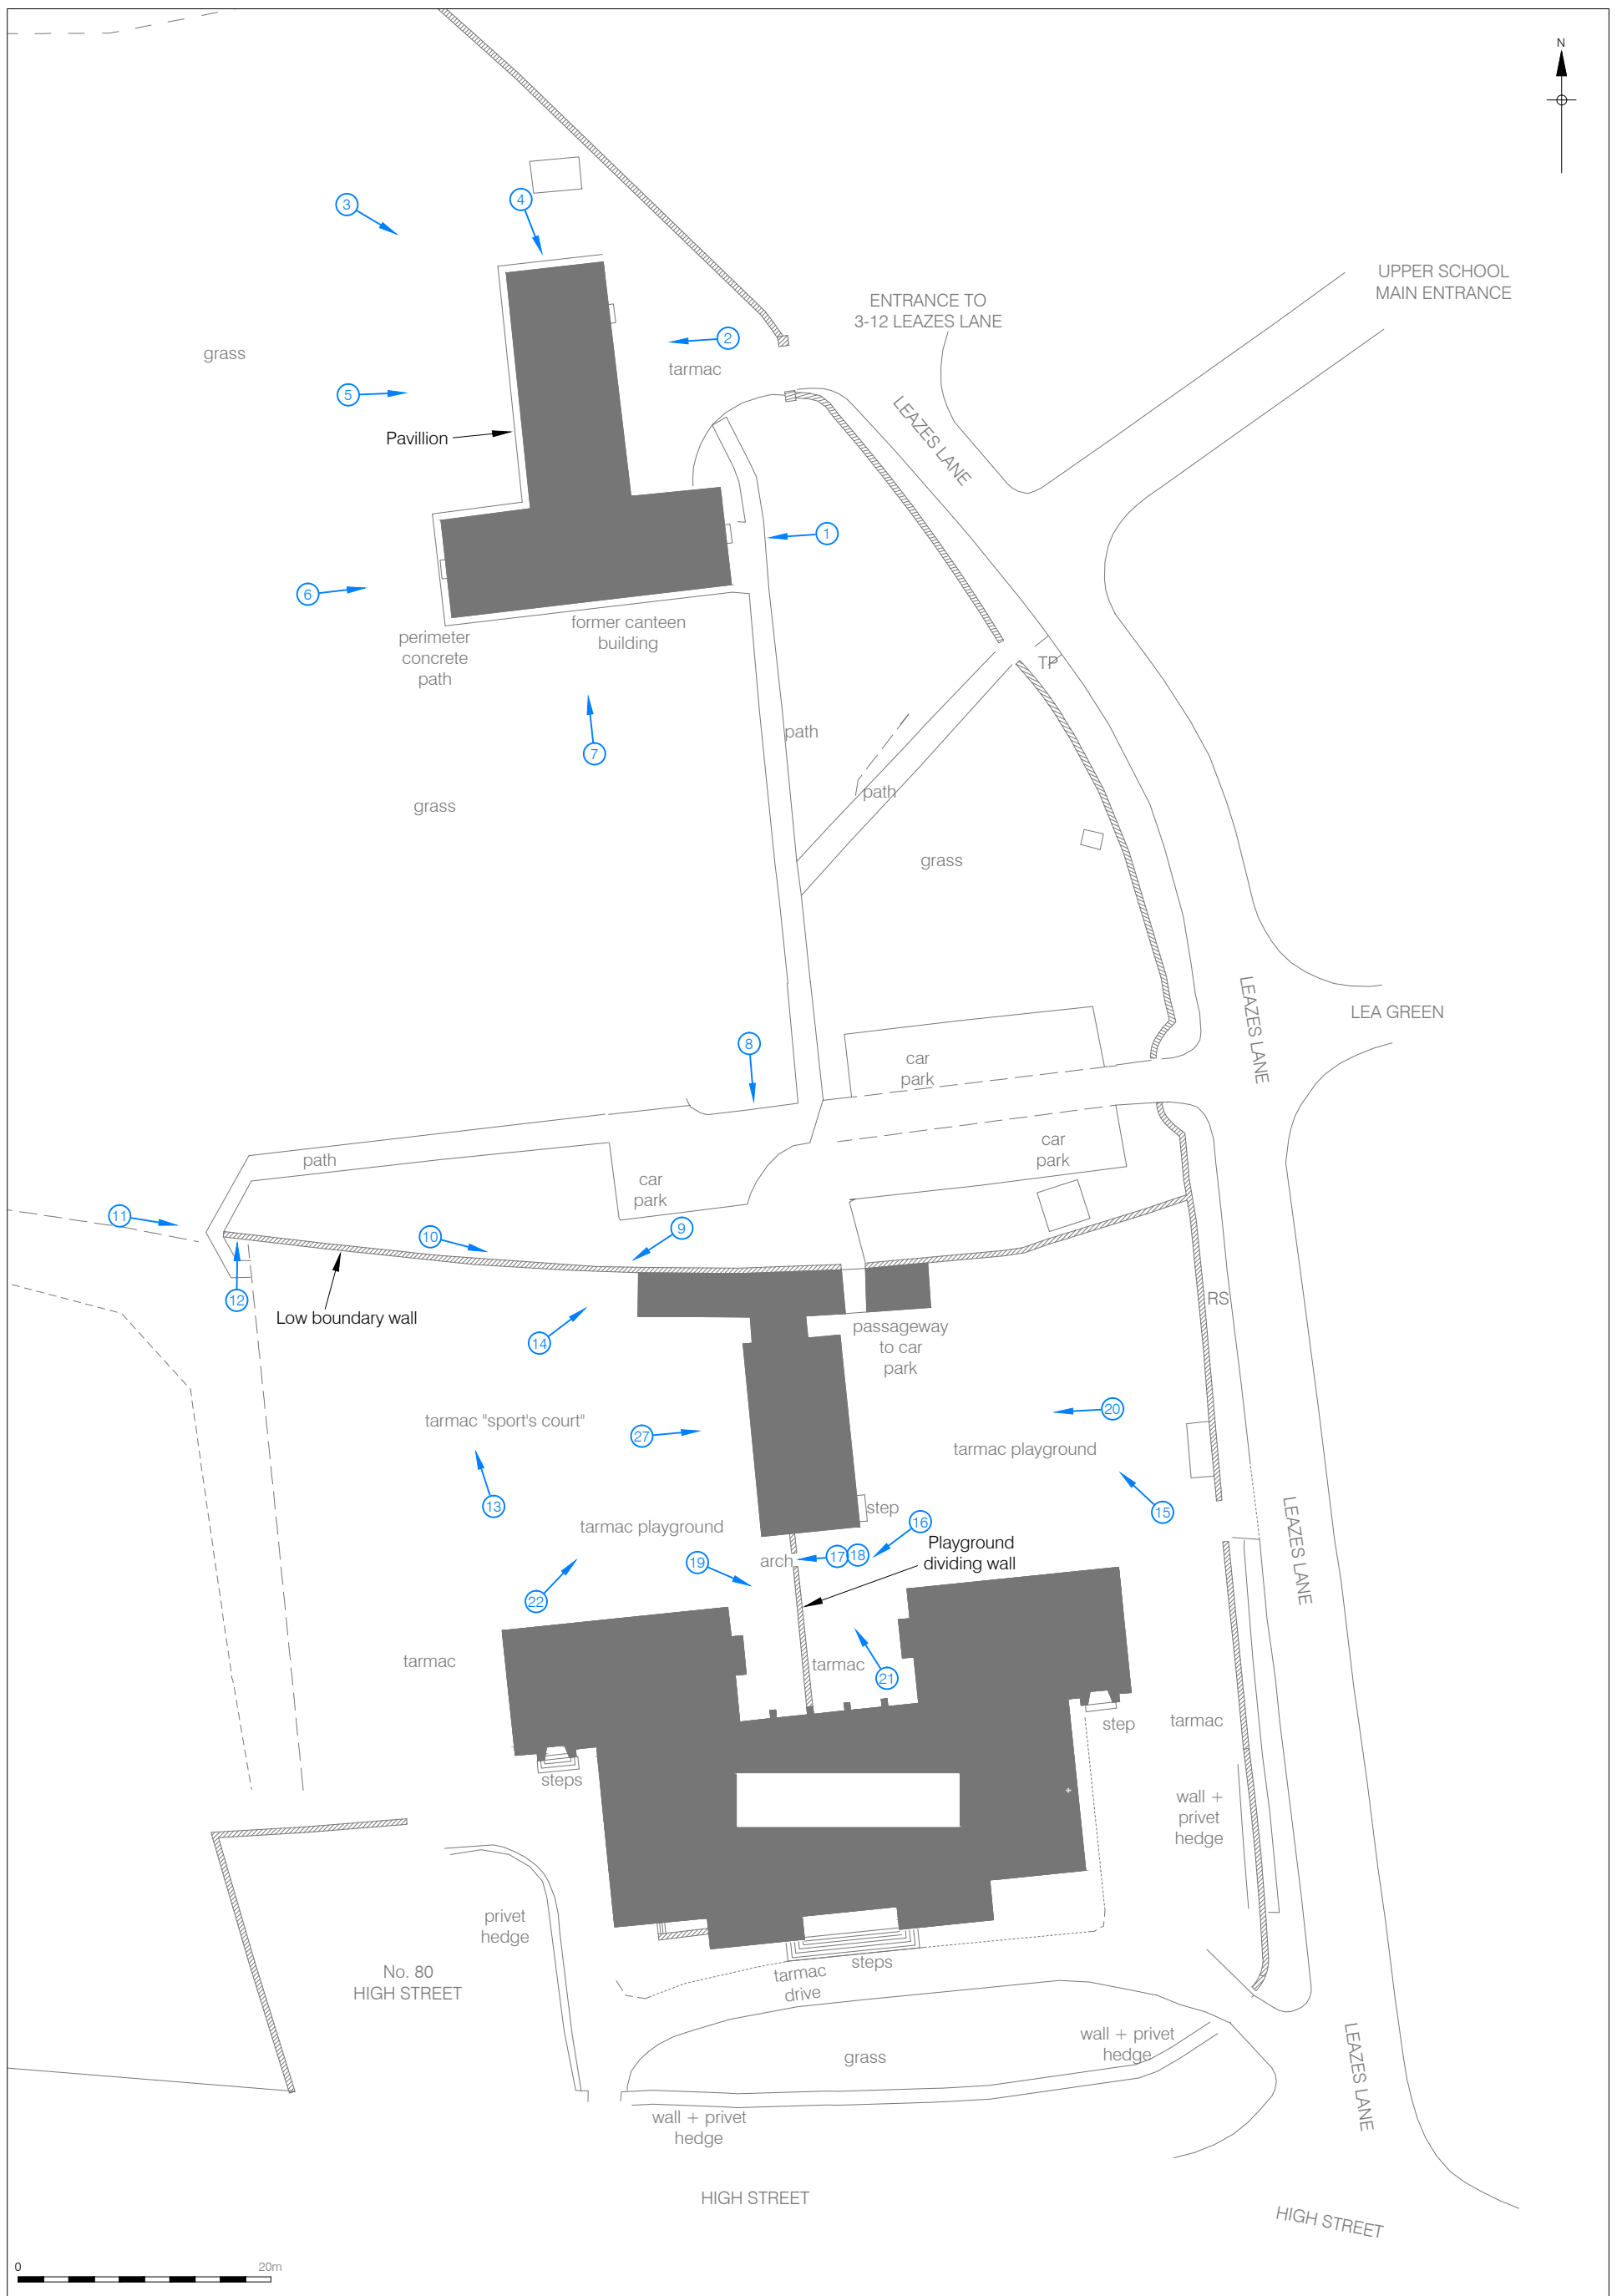 N
3
4
UPPER SCHOOL
MAIN ENTRANCE
ENTRANCE TO
3-12 LEAZES LANE
2
grass
tarmac
5
LEAZES LANE
Pavillion
1
6
former canteen
building
perimeter
concrete
path
TP
path
7
path
grass
grass
LEAZES LANE
LEA GREEN
8
car
park
car
park
path
car
park
11
9
10
12
RS
Low boundary wall
passageway
to car
park
14
20
tarmac "sport's court"
27
tarmac playground
13
step
15
LEAZES LANE
tarmac playground
16
Playground
dividing wall
arch
17
18
19
22
tarmac
tarmac
21
step
tarmac
steps
wall +
privet
hedge
privet
hedge
No. 80
HIGH STREET
steps
tarmac
drive
wall + privet
hedge
grass
LEAZES LANE
wall + privet
hedge
HIGH STREET
HIGH STREET
0
20m